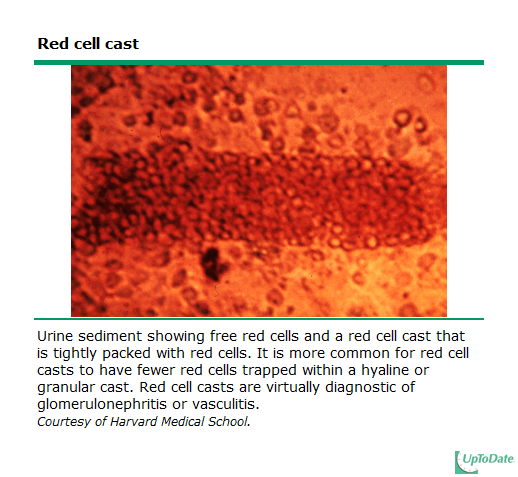 Red cell cast
Urine sediment showing free red cells and a red cell cast that
is tightly packed with red cells. It is more common for red cell
casts to have fewer red cells trapped within a hyaline or
granular cast. Red cell casts are virtually diagnostic of
glomerulonephritis or vasculitis.
Courtesy of Harvard Medical School.
UpToDate